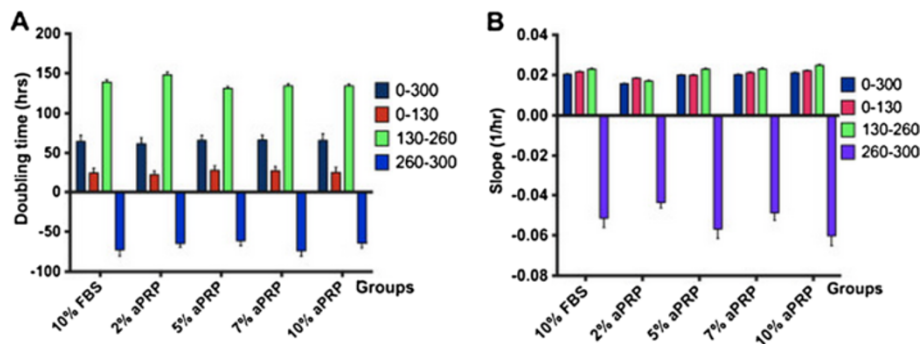 A
Doubling time (hrs)
200
150
100
50
0
-50
-100
0-300
0-130
130-260
260-300
10% FBS
2% aPRP
5% aPRP
7% aPRP
10% aPRP
Groups
B
Slope (1/hr)
0.04
0.02
0.00
-0.02
-0.04
-0.06
-0.08
0-300
0-130
130-260
260-300
10% FBS
2% aPRP
5% aPRP
7% aPRP
10% aPRP
Groups